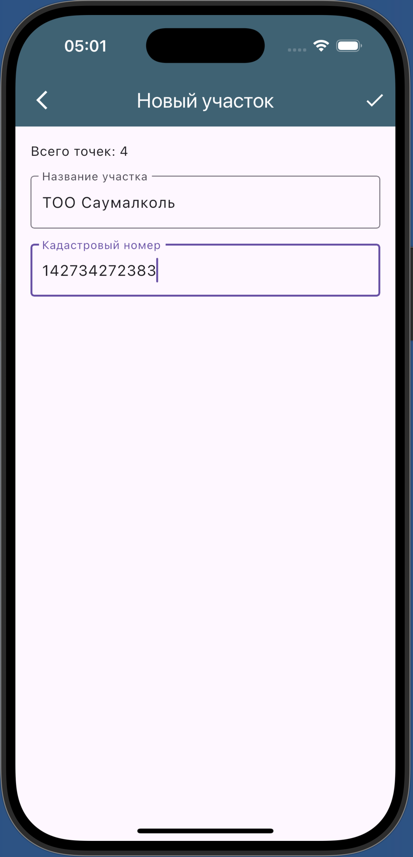 05:01
Новый участок
Всего точек: 4
Название участка
ТОО Саумалколь
Кадастровый номер
142734272383